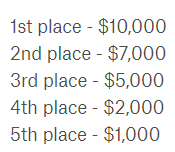 1st place - $10,000
2nd place - $7,000
3rd place - $5,000
4th place - $2,000
5th place - $1,000